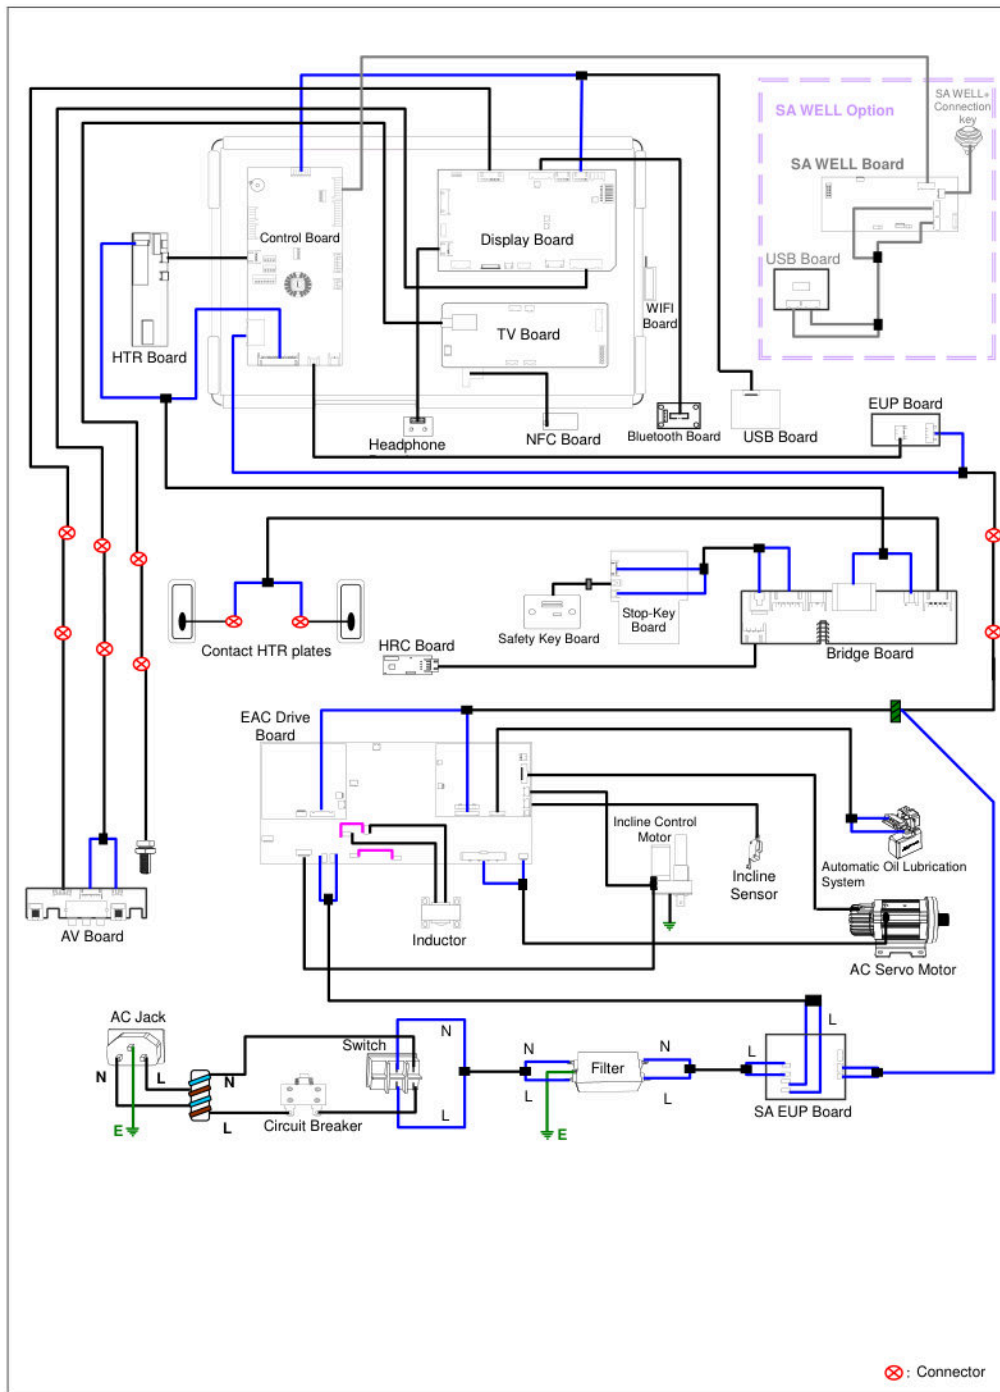 SA WELL Option
SA WELL+
Connection
key
SA WELL Board
Control Board
Display Board
USB Board
HTR Board
TV Board
WIFI
Board
Headphone
NFC Board
Bluetooth Board
USB Board
EUP Board
Contact HTR plates
Safety Key Board
Stop-Key
Board
HRC Board
Bridge Board
EAC Drive
Board
Incline Control
Motor
Incline
Sensor
Automatic Oil Lubrication
System
Inductor
AV Board
AC Servo Motor
AC Jack
Switch
N
N
N
L
N
L
N
Filter
L
L
E
L
Circuit Breaker
L
L
E
L
SA EUP Board
: Connector